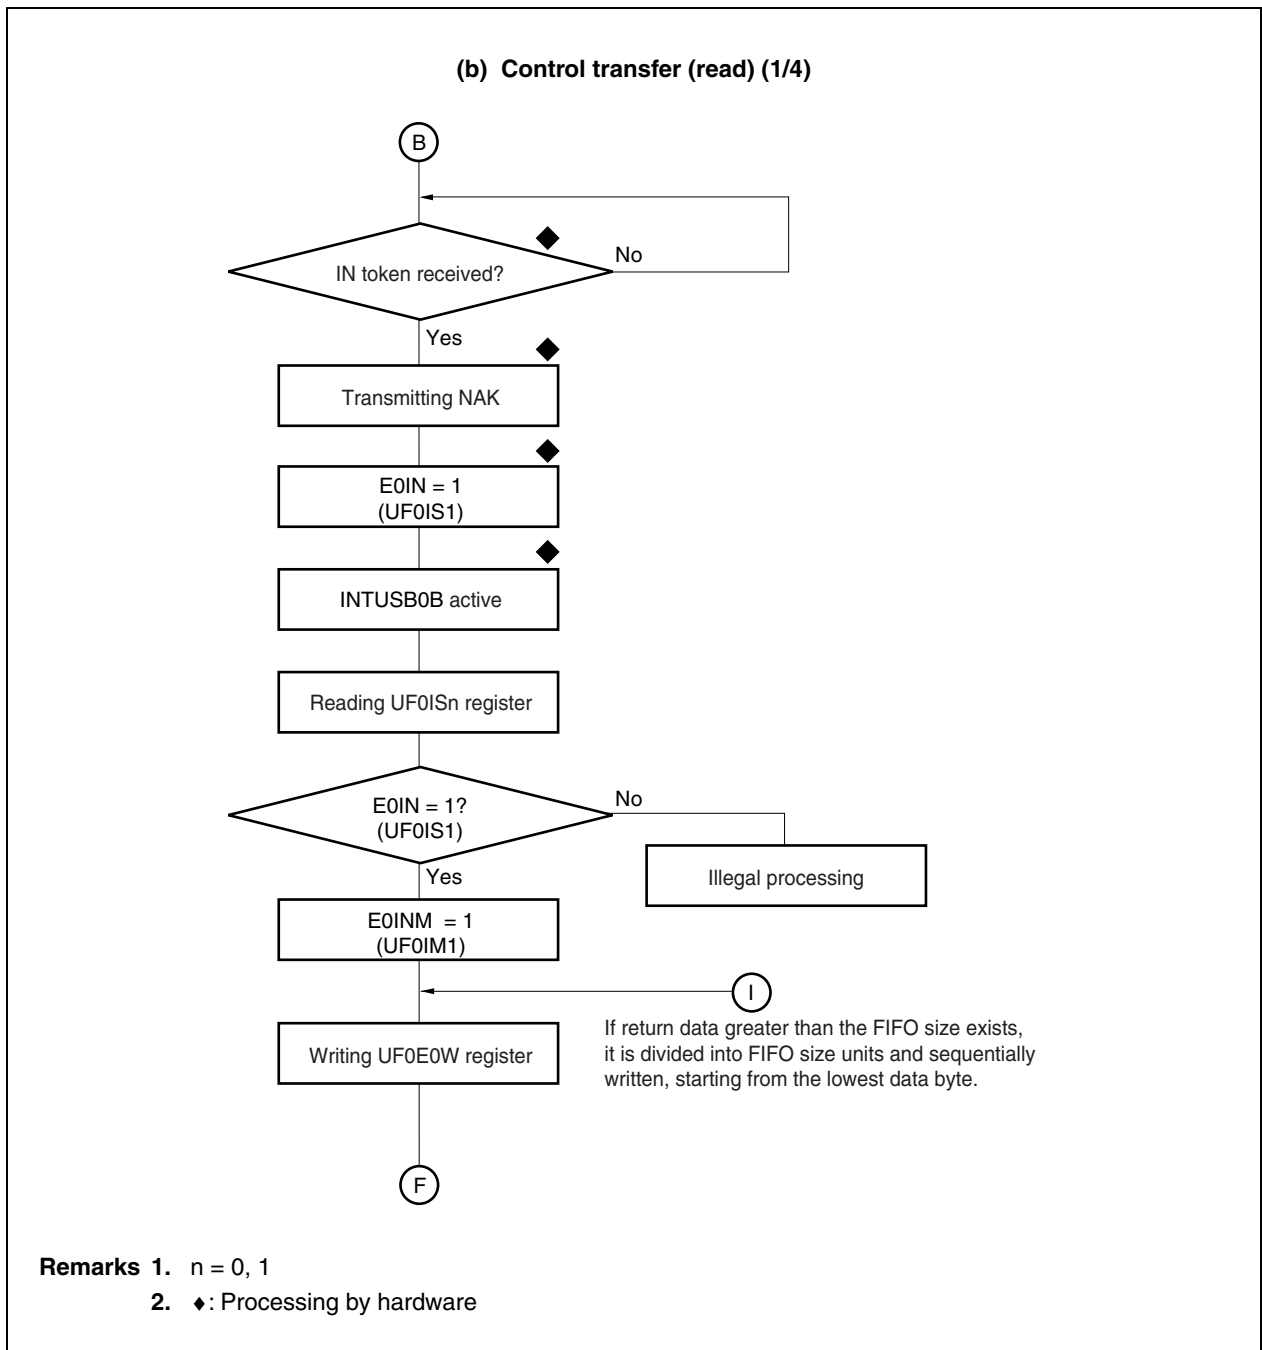 (b) Control transfer (read) (1/4)
B
IN token received?
No
Yes
Transmitting NAK
E0IN = 1
(UF0IS1)
INTUSB0B active
Reading UF0ISn register
E0IN = 1?
(UF0IS1)
No
Yes
Illegal processing
E0INM = 1
(UF0IM1)
I
If return data greater than the FIFO size exists,
it is divided into FIFO size units and sequentially
written, starting from the lowest data byte.
Writing UF0E0W register
F
Remarks 1. n = 0, 1
2. ♦: Processing by hardware